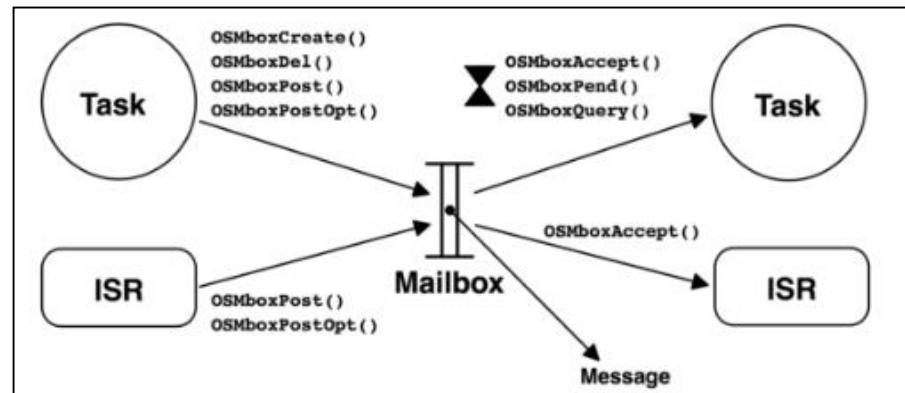 OSMboxCreate()
OSMboxDel()
OSMboxPost()
OSMboxPostOpt()
Task
OSMboxAccept()
OSMboxPend()
OSMboxQuery()
Task
OSMboxAccept()
Mailbox
ISR
OSMboxPost()
OSMboxPostOpt()
ISR
Message